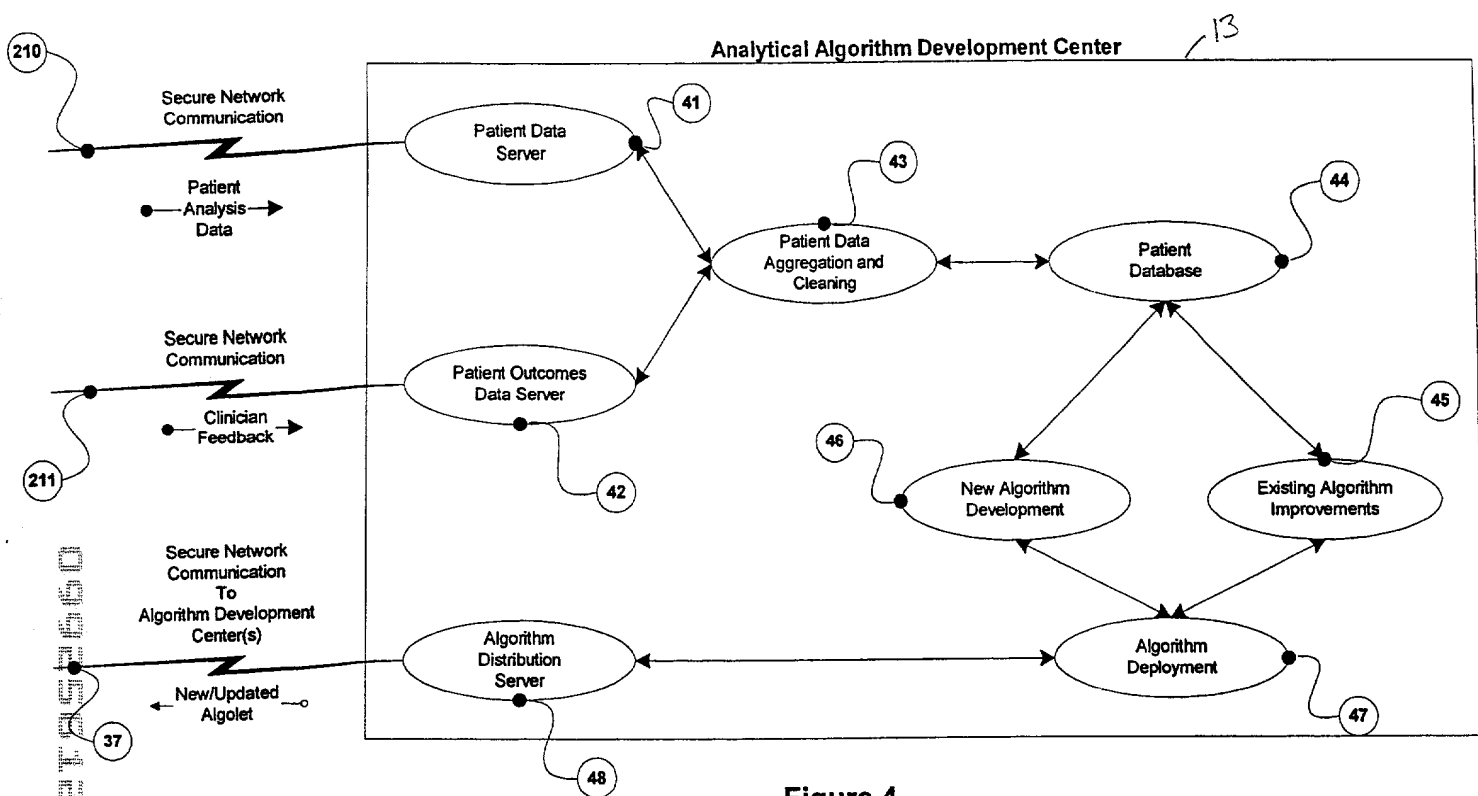 13
Analytical Algorithm Development Center
210
Secure Network
Communication
Patient
Analysis
Data
Patient Data
Server
41
43
Patient Data
Aggregation and
Cleaning
44
Patient
Database
Secure Network
Communication
Clinician
Feedback
211
Patient Outcomes
Data Server
42
46
New Algorithm
Development
45
Existing Algorithm
Improvements
Secure Network
Communication
To
Algorithm Development
Center(s)
New/Updated
Algolet
37
Algorithm
Distribution
Server
48
Algorithm
Deployment
47
Figure 4